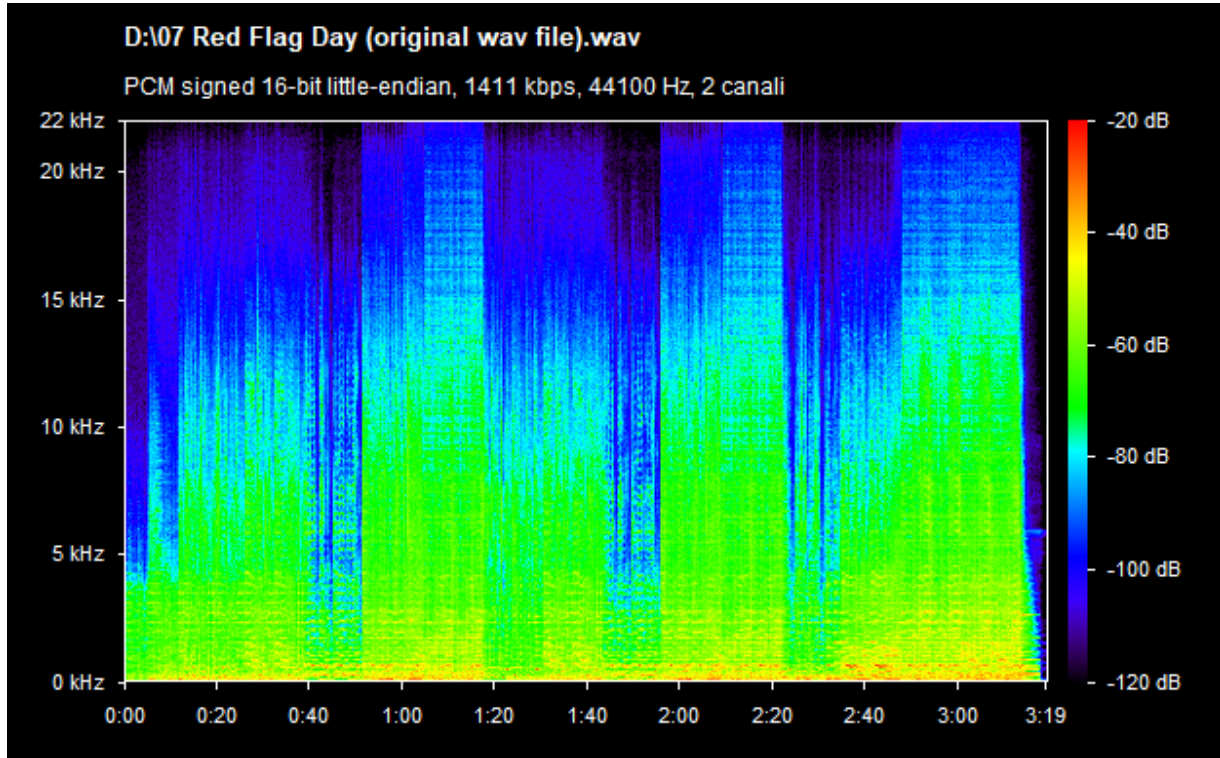 D:\07 Red Flag Day (original wav file).wav
PCM signed 16-bit little-endian, 1411 kbps, 44100 Hz, 2 canali
22 kHz
20 kHz
15 kHz
10 kHz
5 kHz
0 kHz
0:00 0:20 0:40 1:00 1:20 1:40 2:00 2:20 2:40 3:00 3:19
-20 dB
-40 dB
-60 dB
-80 dB
-100 dB
-120 dB